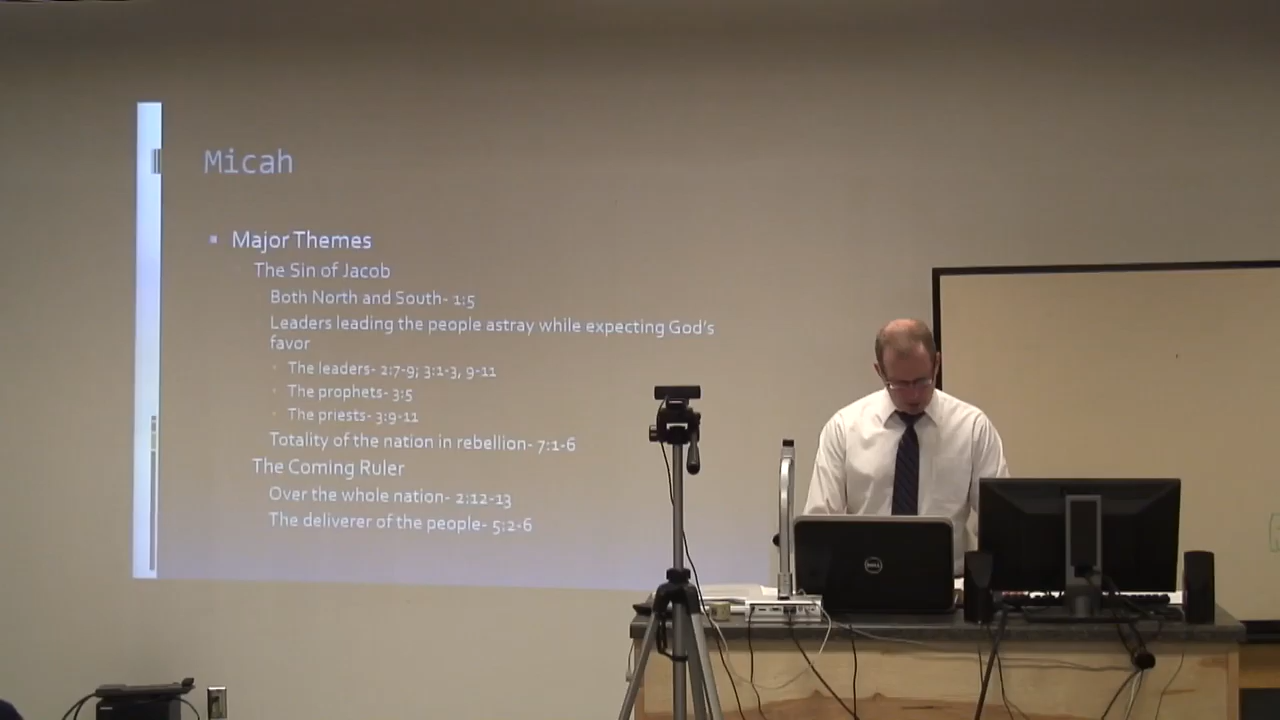 Micah
Major Themes
The Sin of Jacob
Both North and South- 1:5
Leaders leading the people astray while expecting God's
favor
The leaders- 2:7-9; 3:1-3, 9-11
The prophets- 3:5
The priests- 3:9-11
Totality of the nation in rebellion- 7:1-6
The Coming Ruler
Over the whole nation- 2:12-13
The deliverer of the people- 5:2-6
DELL